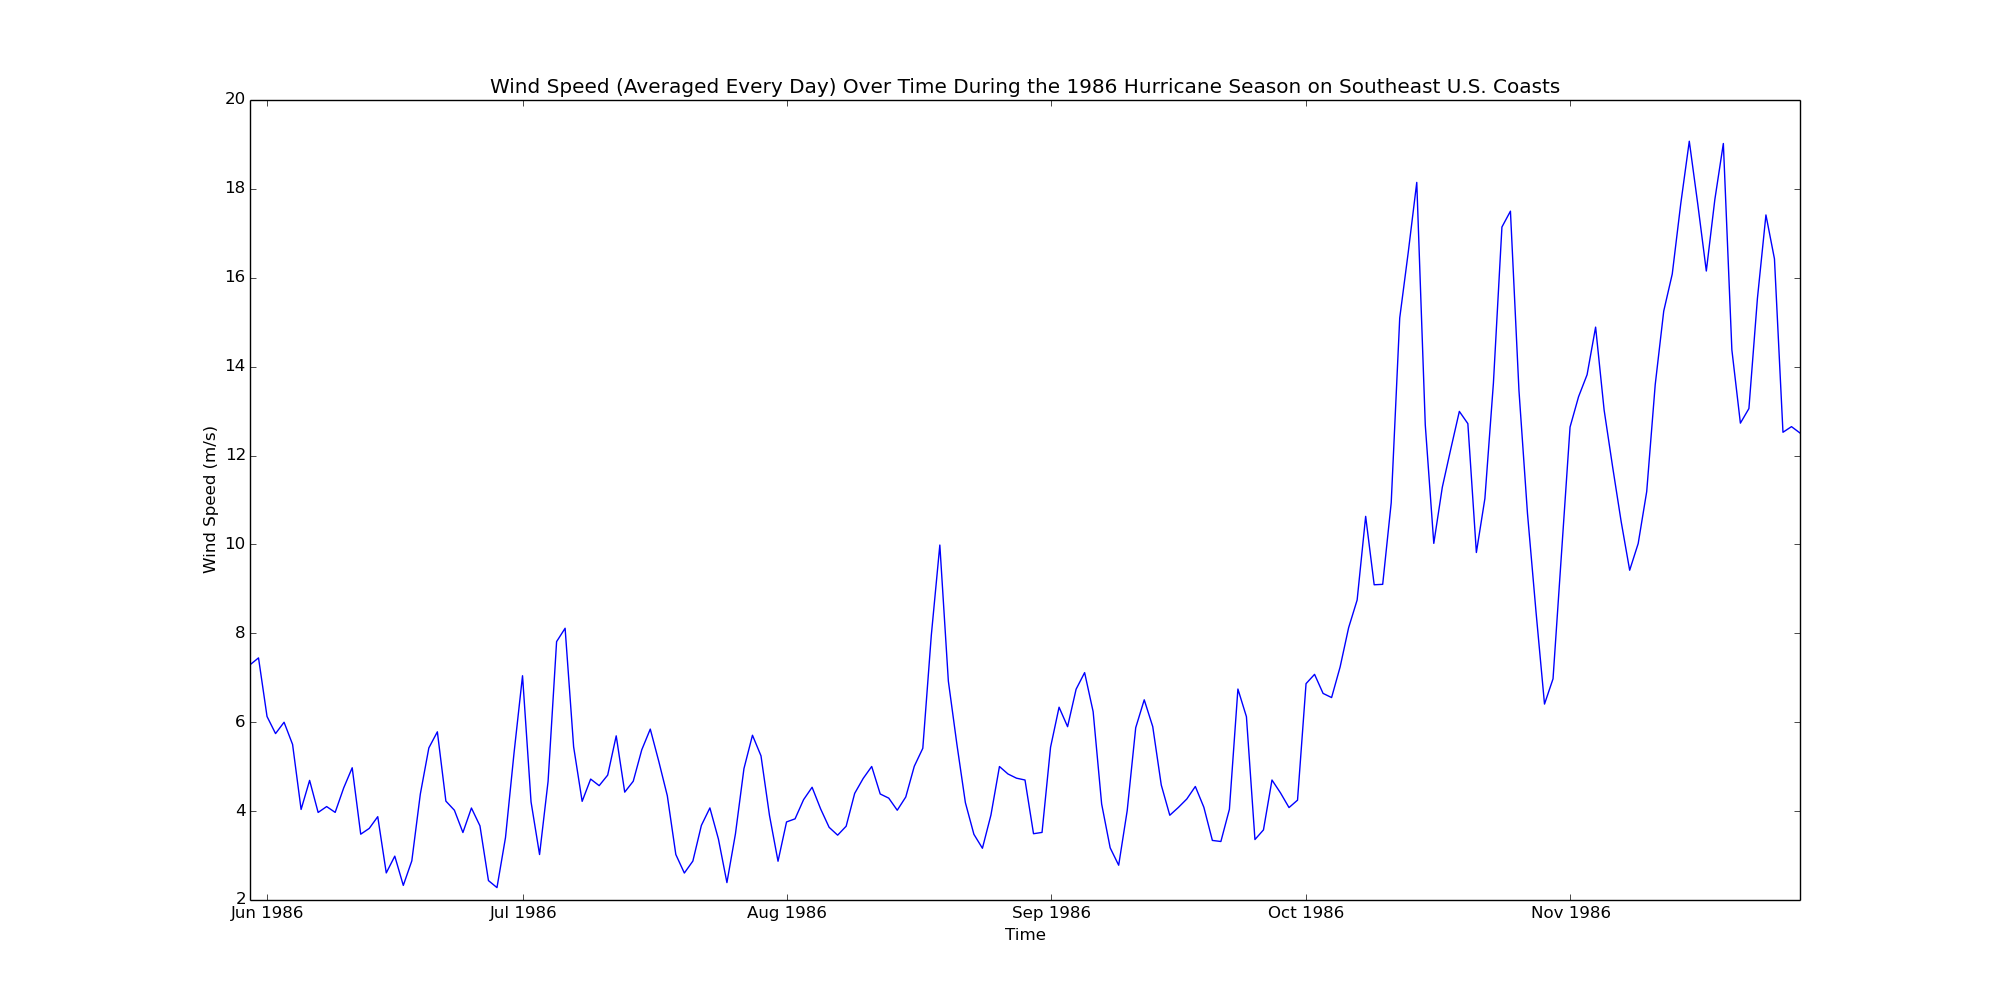 Wind Speed (Averaged Every Day) Over Time During the 1986 Hurricane Season on Southeast U.S. Coasts
20
18
16
14
12
10
8
6
4
2
Wind Speed (m/s)
Jun 1986 Jul 1986 Aug 1986 Sep 1986 Oct 1986 Nov 1986
Time